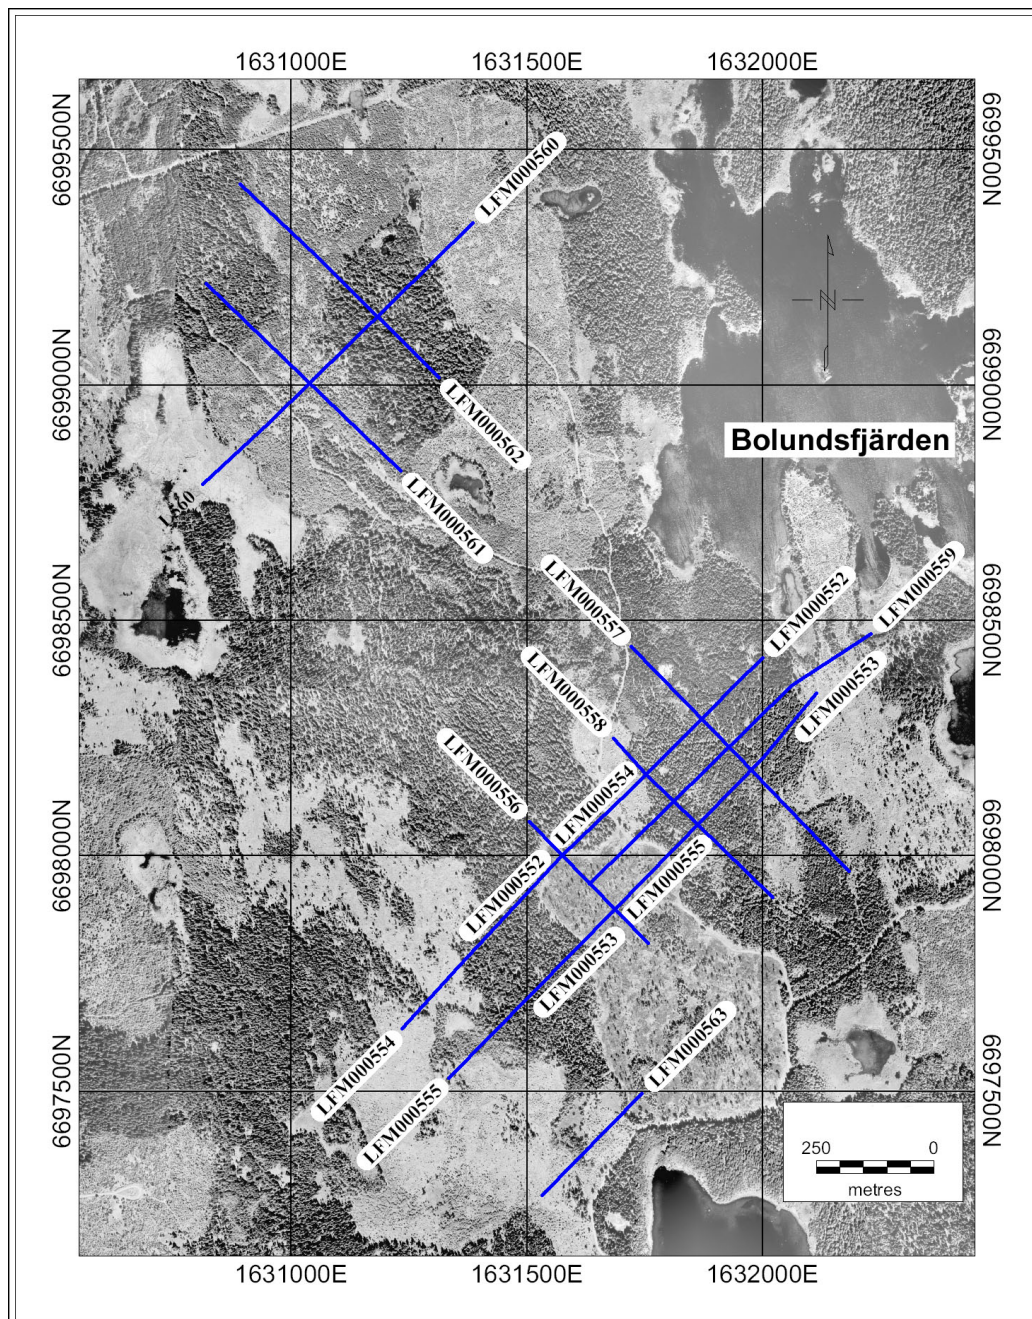 1631000E 1631500E 1632000E
6699500N
6699500N
LFM000560
6699000N
6699000N
LFM000562
Bolundsfjärden
L560
LFM000561
6698500N
6698500N
LFM000557
LFM000552
LFM000559
LFM000558
LFM000553
LFM000556
LFM000554
6698000N
6698000N
LFM000552
LFM000555
LFM000553
LFM000563
6697500N
6697500N
LFM000554
LFM000555
250 0
metres
1631000E 1631500E 1632000E
N